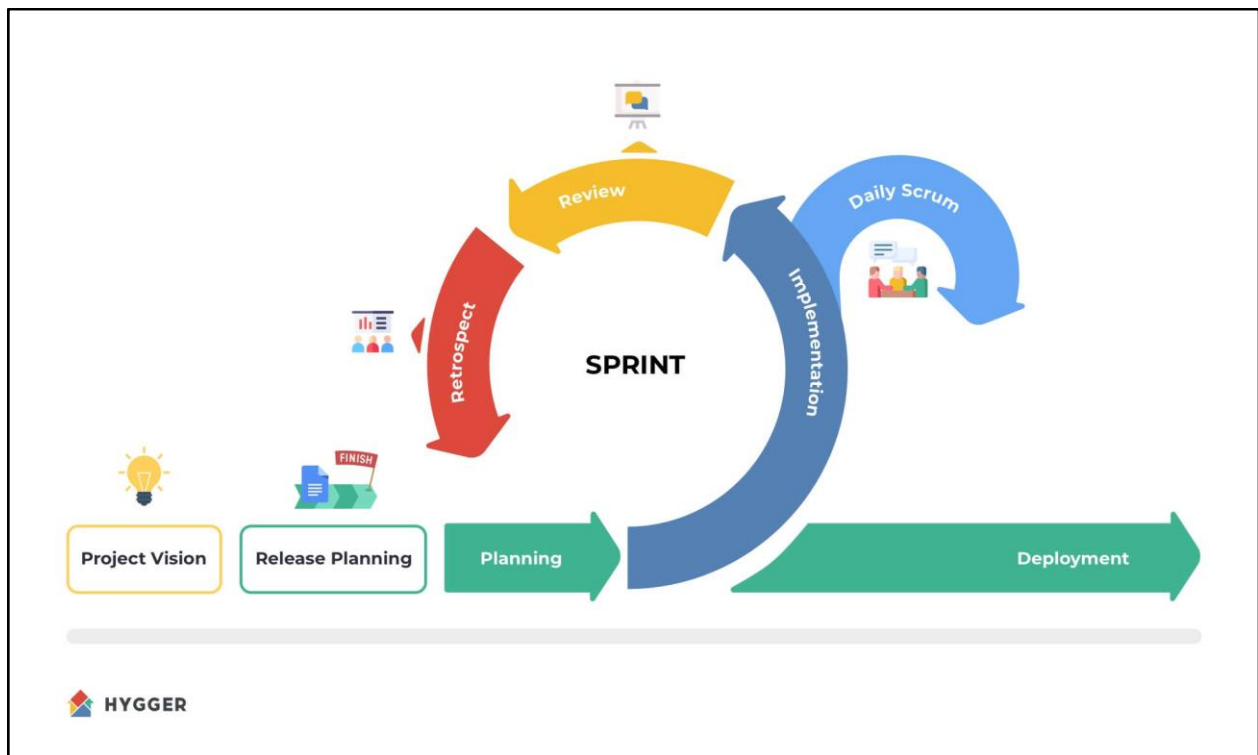 Review
Daily Scrum
Implementation
Retrospect
SPRINT
FINISH
Project Vision
Release Planning
Planning
Deployment
HYGGER